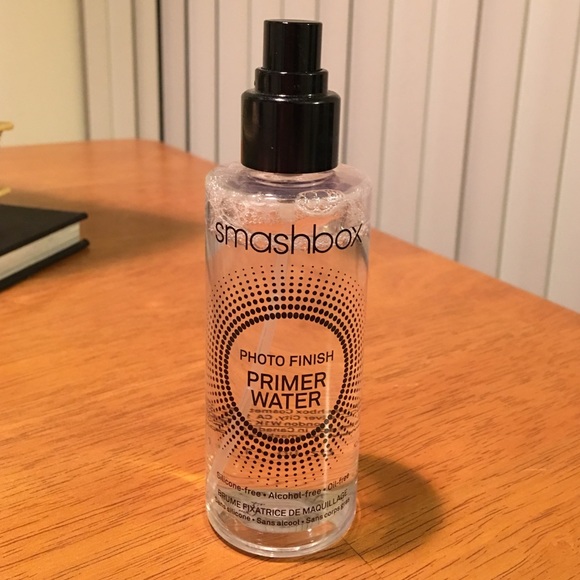 smashbox
PHOTO FINISH
PRIMER
WATER
Silicone-free • Alcohol-free • Oil-free
BRUME FIXATRICE DE MAQUILLAGE
Sans silicone • Sans alcool • Sans corps gras